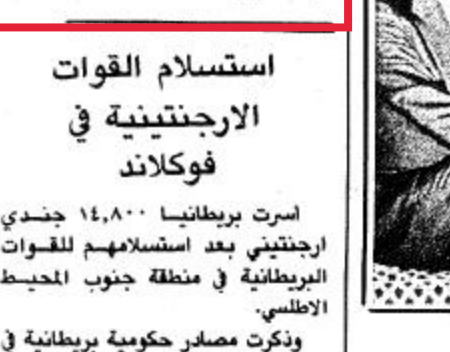 استسلام القوات
الارجنتينية في
فوكلاند
اسرت بريطانيا ١٤,٨٠٠ جندي
ارجنتيني بعد استسلامهم للقوات
البريطانية في منطقة جنوب المحيط
الاطلسي.
وذكرت مصادر حكومية بريطانية في